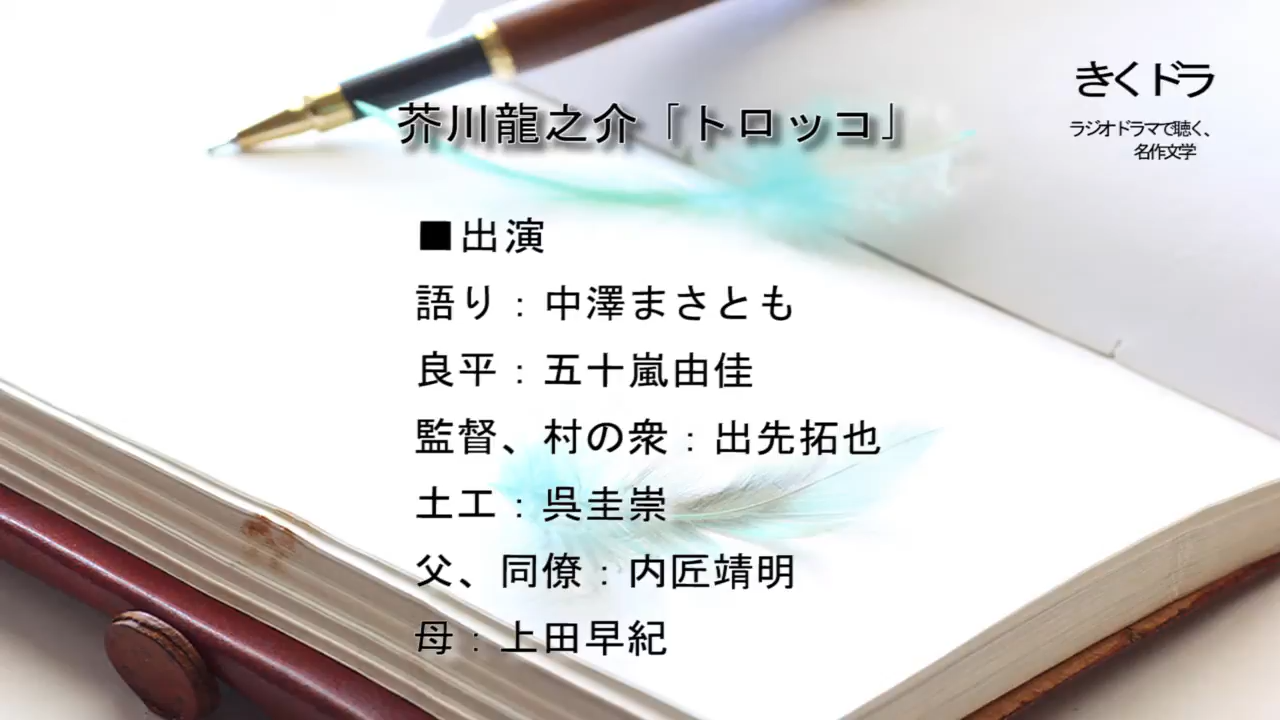 芥川龍之介「トロッコ」
きくドラ
ラジオドラマで聴く、
名作文学
■出演
語り：中澤まさとも
良平：五十嵐由佳
監督、村の衆：出先拓也
土工：呉圭崇
父、同僚：内匠靖明
母：上田早紀